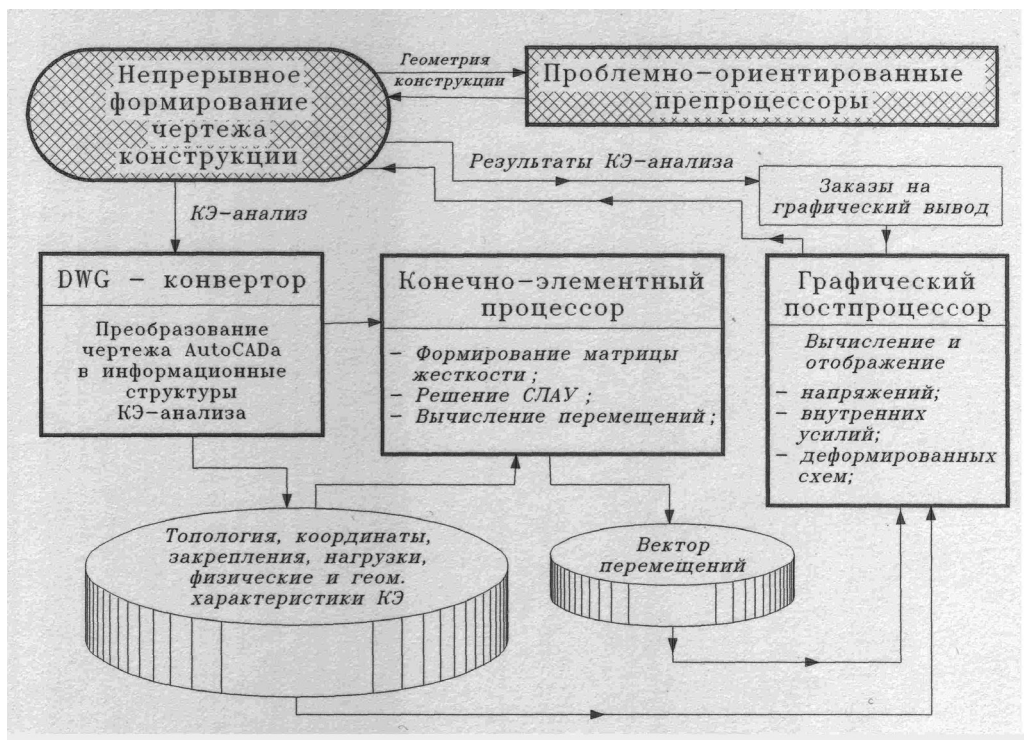 Непрерывное
формирование
чертежа
конструкции
Геометрия
конструкции
Проблемно-ориентированные
препроцессоры
Результаты КЭ-анализа
Заказы на
графический вывод
КЭ-анализ
DWG - конвертор
Преобразование
чертежа AutoCADа
в информационные
структуры
КЭ-анализа
Конечно-элементный
процессор
- Формирование матрицы
жесткости;
- Решение СЛАУ;
- Вычисление перемещений;
Графический
постпроцессор
Вычисление и
отображение
- напряжений;
- внутренних
усилий;
- деформированных
схем;
Топология, координаты,
закрепления, нагрузки,
физические и геом.
характеристики КЭ
Вектор
перемещений